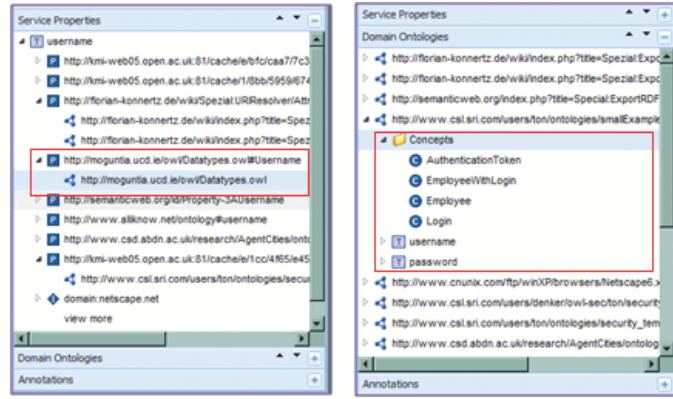 Service Properties
username
http://kmi-web05.open.ac.uk:81/cache/e/bfc/caa7/7c3
http://kmi-web05.open.ac.uk:81/cache/1/8bb/5959/674
http://florian-konnertz.de/wiki/Spezial:URIResolver/Attr
http://florian-konnertz.de/wiki/index.php?title=Spez
http://florian-konnertz.de/wiki/index.php?title=Spez
http://moguntia.ucd.ie/owl/Datatypes.owl#Username
http://moguntia.ucd.ie/owl/Datatypes.owl
http://semanticweb.org/id/Property-3AUsername
http://www.aliknow.net/ontology#username
http://www.csd.abdn.ac.uk/research/AgentCities/onto
http://kmi-web05.open.ac.uk:81/cache/e/1cc/4f65/e45
http://www.csl.sri.com/users/ton/ontologies/secu
domain:netscape.net
view more
Domain Ontologies
Annotations
Service Properties
Domain Ontologies
http://florian-konnertz.de/wiki/index.php?title=Spezial:Expo
http://florian-konnertz.de/wiki/index.php?title=Spezial:Expo
http://semanticweb.org/index.php?title=Special:ExportRDF
http://www.csl.sri.com/users/ton/ontologies/smallExample
Concepts
AuthenticationToken
EmployeeWithLogin
Employee
Login
username
password
http://www.cnunix.com/ftp/winXP/browsers/Netscape6.x
http://www.csl.sri.com/users/denker/owl-sec/ton/security
http://www.csl.sri.com/users/ton/ontologies/security_tem
http://www.csd.abdn.ac.uk/research/AgentCities/ontolog
Annotations